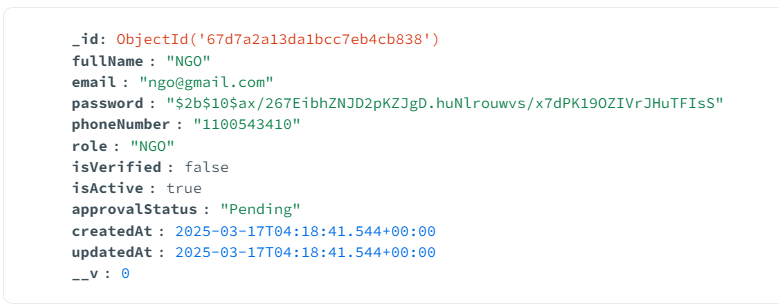 _id: ObjectId('67d7a2a13da1bcc7eb4cb838')
fullName : "NGO"
email : "ngo@gmail.com"
password : "$2b$10$ax/267EibhZNJD2pKZJgD.huNlrouwvs/x7dPK19OZIVrJHuTFIsS"
phoneNumber : "1100543410"
role : "NGO"
isVerified : false
isActive : true
approvalStatus : "Pending"
createdAt : 2025-03-17T04:18:41.544+00:00
updatedAt : 2025-03-17T04:18:41.544+00:00
__v : 0